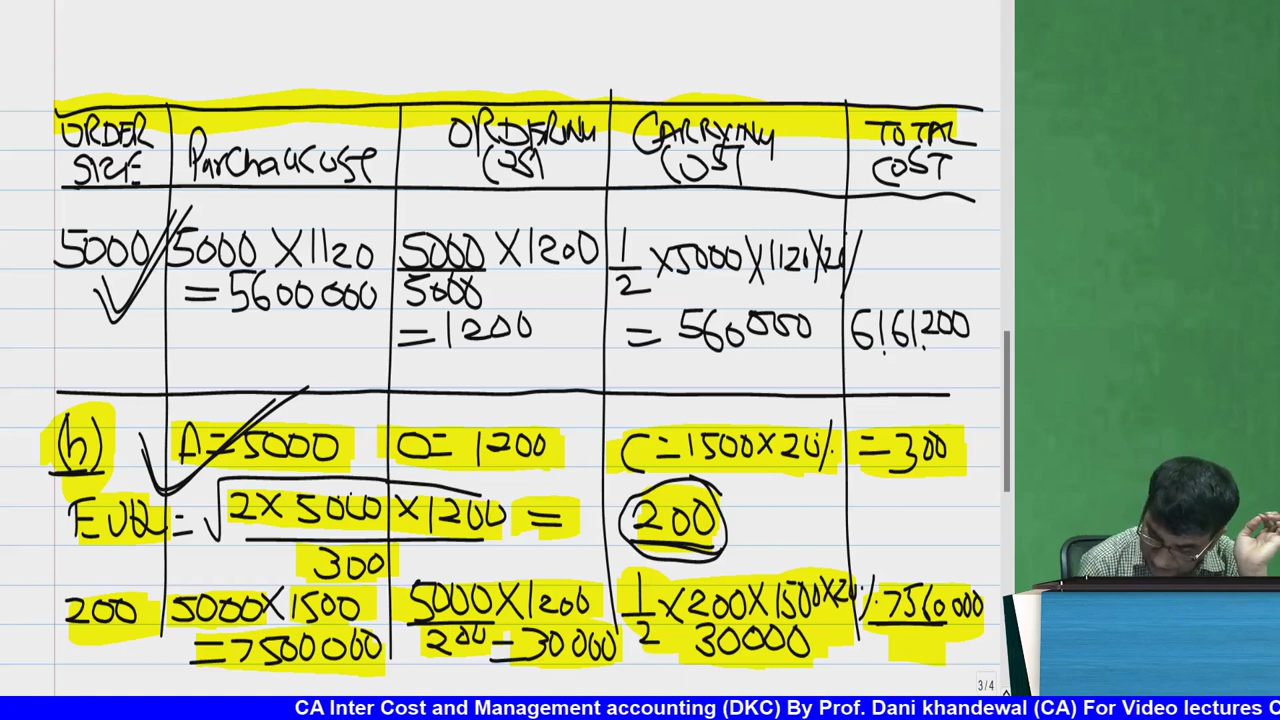 ORDER SIZE | Purchase Cost | ORDERING COST | CARRYING COST | TOTAL COST
5000 | 5000 X 1120 | 5000/5000 X 1200 | 1/2 X 5000 X 1120 X 20%
= 5600000 | = 1200 | = 560000 | 6161200
(b) A = 5000 | O = 1200 | C = 1500 X 20% | = 300
EOQ = √(2 X 5000 X 1200 / 300) = 200
200 | 5000 X 1500 | 5000/200 X 1200 | 1/2 X 200 X 1500 X 20% | 7560000
= 7500000 | = 30000 | 30000
3/4
CA Inter Cost and Management accounting (DKC) By Prof. Dani khandewal (CA) For Video lectures C